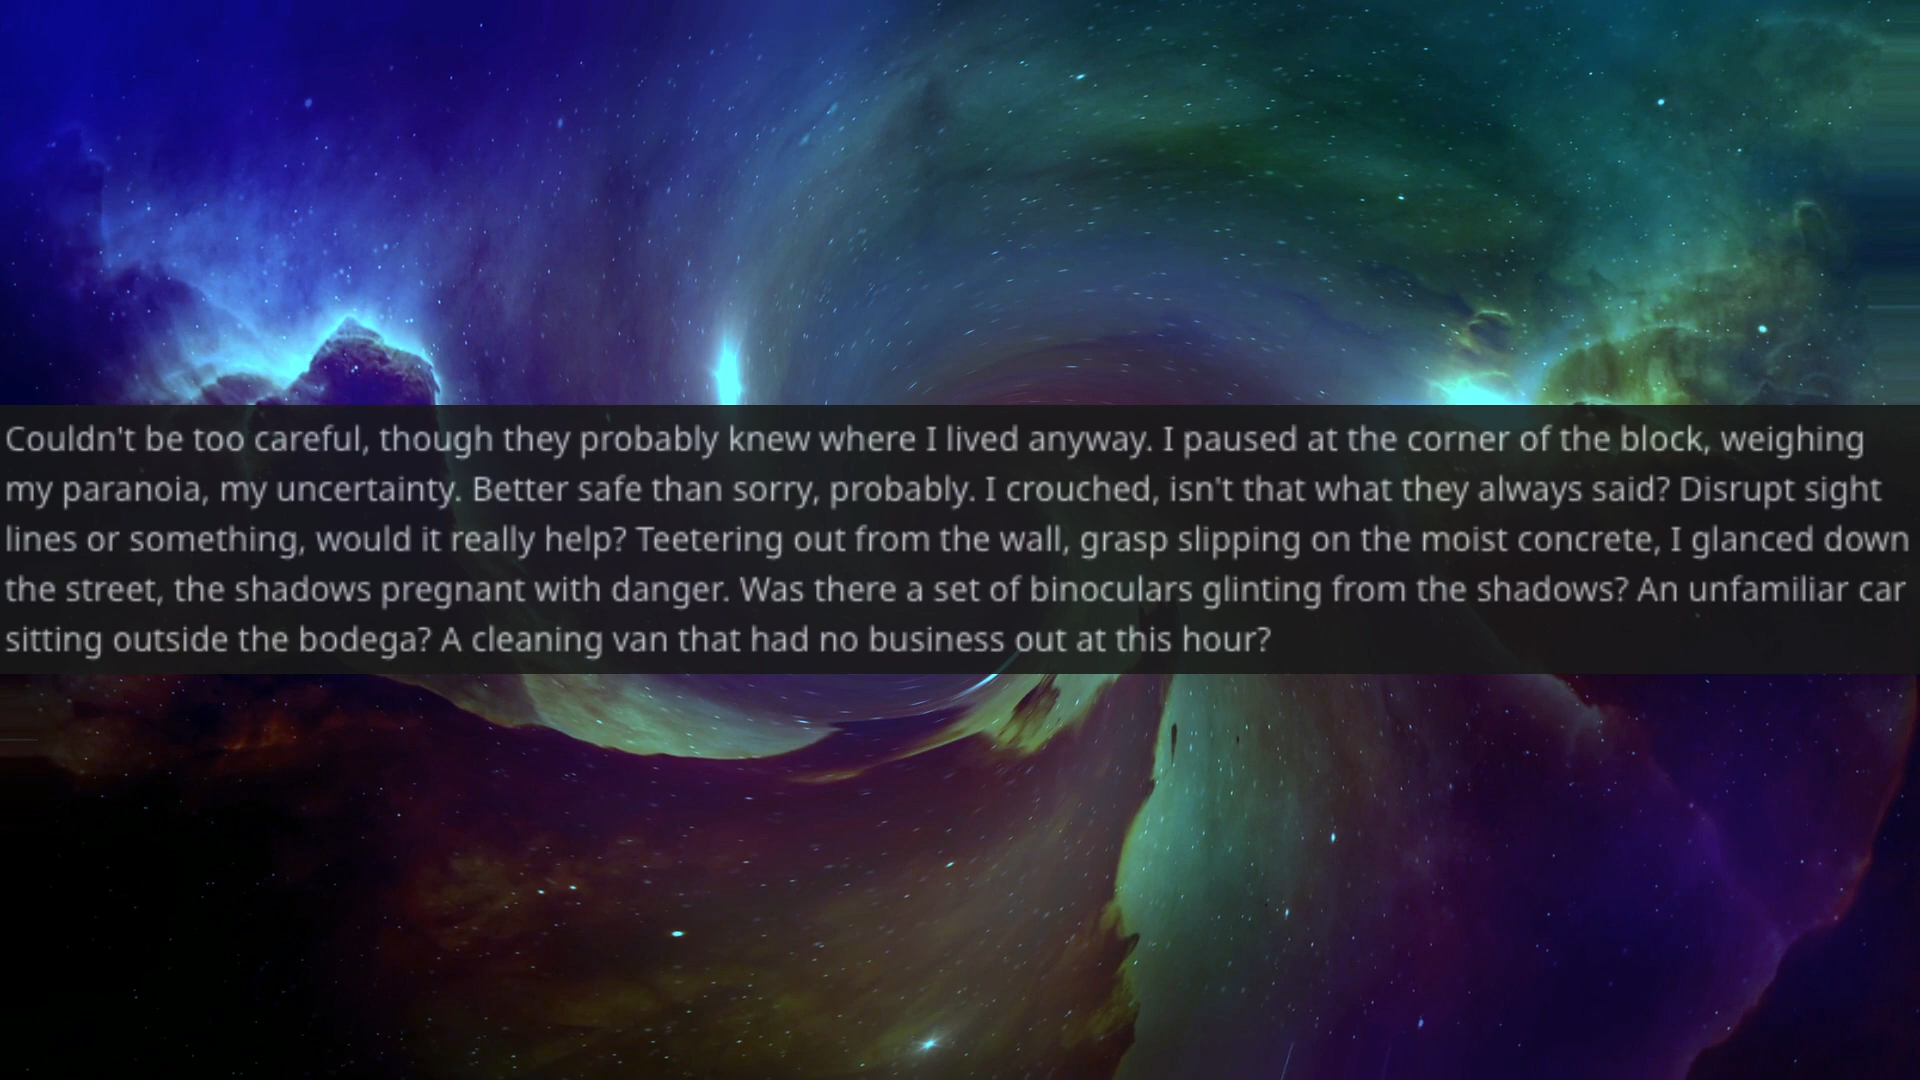 Couldn't be too careful, though they probably knew where I lived anyway. I paused at the corner of the block, weighing
my paranoia, my uncertainty. Better safe than sorry, probably. I crouched, isn't that what they always said? Disrupt sight
lines or something, would it really help? Teetering out from the wall, grasp slipping on the moist concrete, I glanced down
the street, the shadows pregnant with danger. Was there a set of binoculars glinting from the shadows? An unfamiliar car
sitting outside the bodega? A cleaning van that had no business out at this hour?